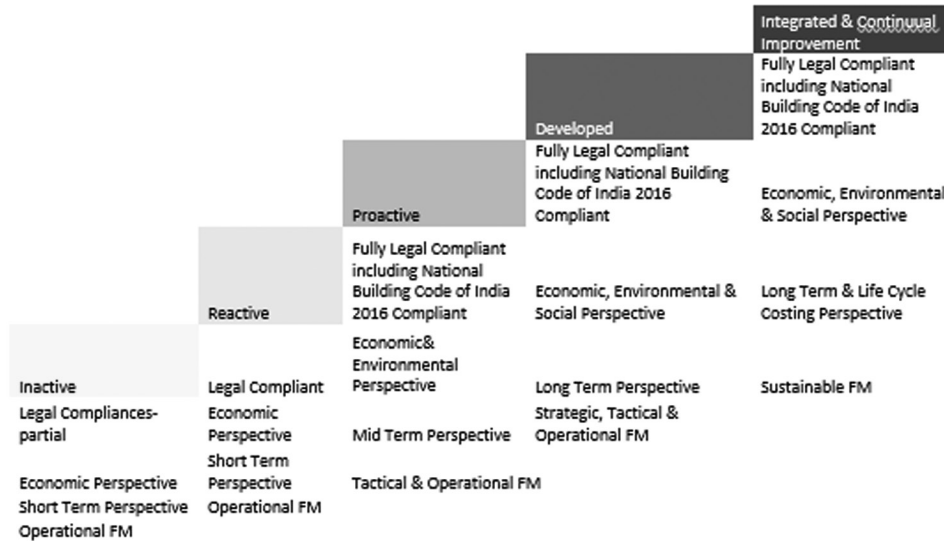 Integrated & Continuual
Improvement
Fully Legal Compliant
including National
Building Code of India
2016 Compliant
Economic, Environmental
& Social Perspective
Long Term & Life Cycle
Costing Perspective
Sustainable FM
Developed
Fully Legal Compliant
including National Building
Code of India 2016
Compliant
Economic, Environmental &
Social Perspective
Long Term Perspective
Strategic, Tactical &
Operational FM
Proactive
Fully Legal Compliant
including National
Building Code of India
2016 Compliant
Economic&
Environmental
Perspective
Mid Term Perspective
Tactical & Operational FM
Reactive
Legal Compliant
Economic
Perspective
Short Term
Perspective
Operational FM
Inactive
Legal Compliances-
partial
Economic Perspective
Short Term Perspective
Operational FM